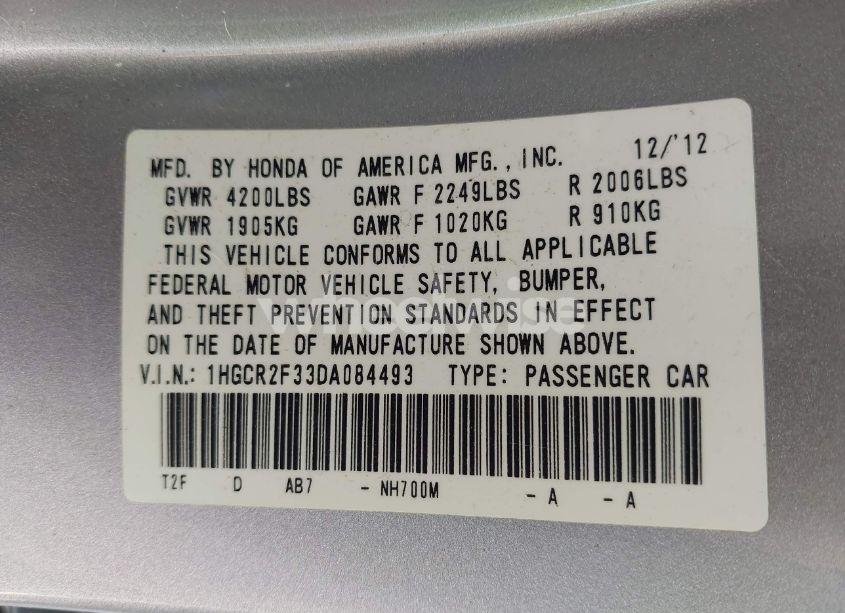 MFD. BY HONDA OF AMERICA MFG., INC. 12/'12
GVWR 4200LBS GAWR F 2249LBS R 2006LBS
GVWR 1905KG GAWR F 1020KG R 910KG
THIS VEHICLE CONFORMS TO ALL APPLICABLE
FEDERAL MOTOR VEHICLE SAFETY, BUMPER,
AND THEFT PREVENTION STANDARDS IN EFFECT
wheelwise
ON THE DATE OF MANUFACTURE SHOWN ABOVE.
V.I.N.: 1HGCR2F33DA084493 TYPE: PASSENGER CAR
T2F D AB7 - NH700M - A - A